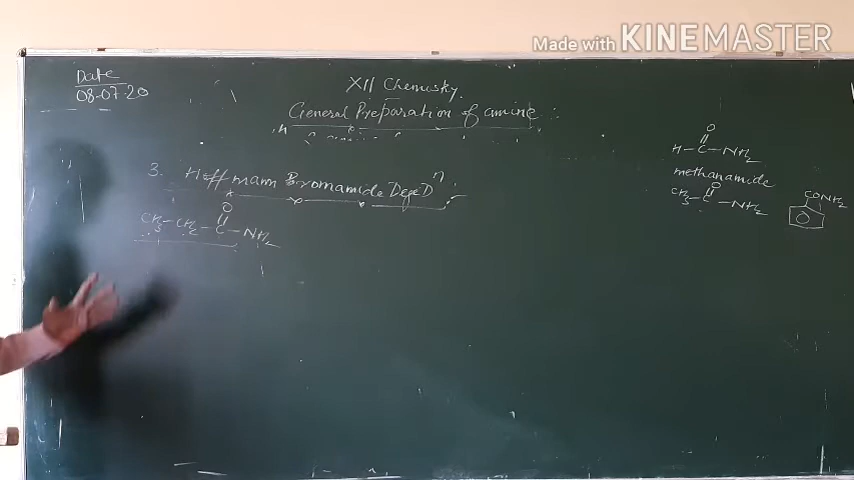 Made with KINEMASTER
Date
08-07-20
XII Chemistry.
General Preparation of amine :
3. Hoffmann Bromamide DegeDⁿ.
O
CH₃-CH₂-C-NH₂
O
H-C-NH₂
methanamide
O
CH₃-C-NH₂
CONH₂